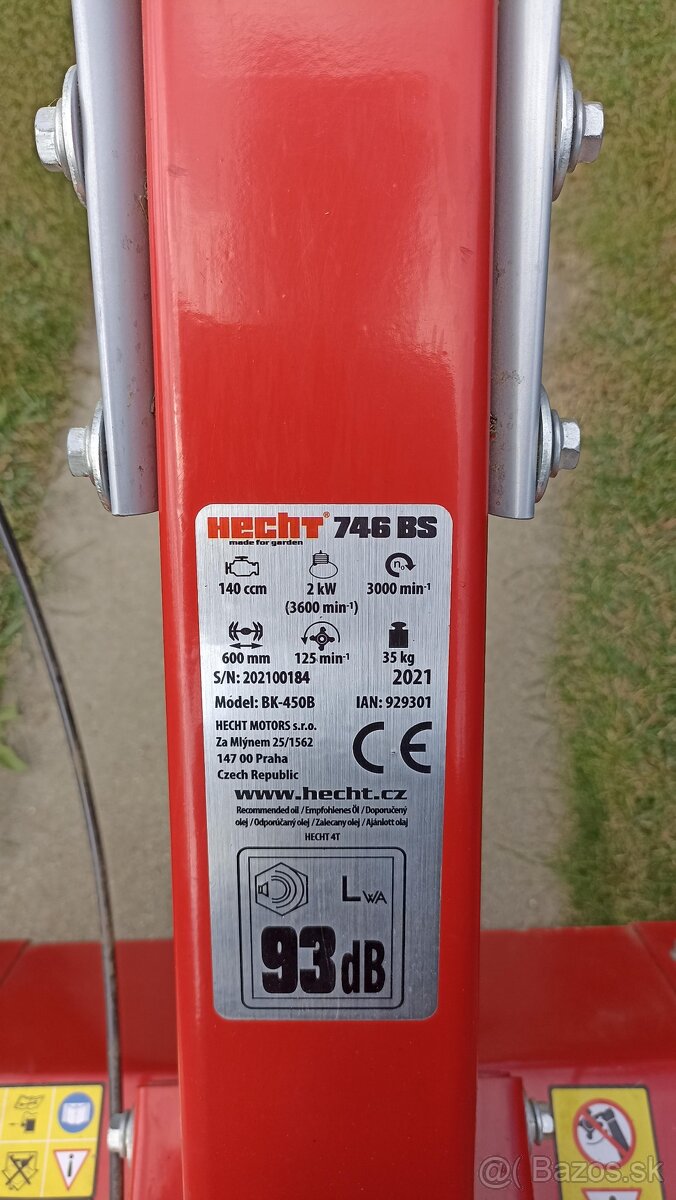 HECHT® 746 BS
made for garden
140 ccm 2 kW 3000 min⁻¹
(3600 min⁻¹)
n₀
600 mm 125 min⁻¹ 35 kg
S/N: 202100184 2021
Model: BK-450B IAN: 929301
HECHT MOTORS s.r.o.
Za Mlýnem 25/1562
147 00 Praha
Czech Republic
CE
www.hecht.cz
Recommended oil / Empfohlenes Öl / Doporučený
olej / Odporúčaný olej / Zalecany olej / Ajánlott olaj
HECHT 4T
LWA
93 dB
@ Bazos.sk